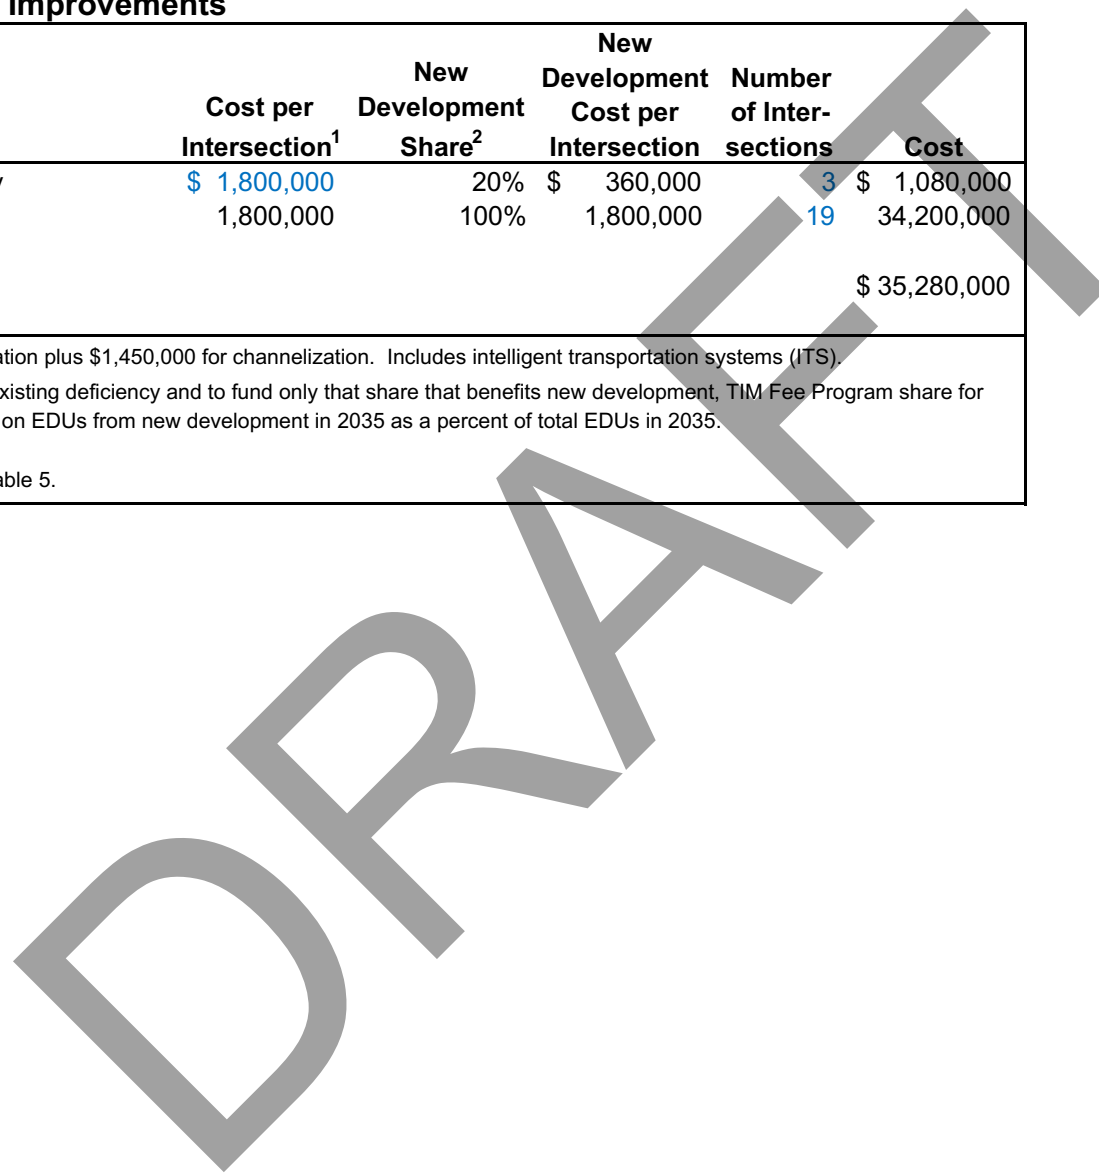 Improvements
New
New Development Number
Cost per Development Cost per of Inter-
Intersection1 Share2 Intersection sections Cost
$ 1,800,000 20% $ 360,000 3 $ 1,080,000
1,800,000 100% 1,800,000 19 34,200,000
$ 35,280,000
ation plus $1,450,000 for channelization. Includes intelligent transportation systems (ITS).
xisting deficiency and to fund only that share that benefits new development, TIM Fee Program share for
on EDUs from new development in 2035 as a percent of total EDUs in 2035.
able 5.
DRAFT